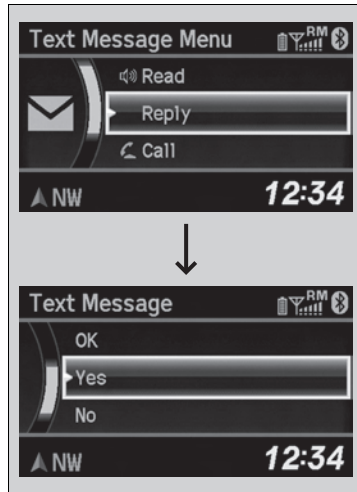 Text Message Menu RM
Read
Reply
Call
NW 12:34
Text Message RM
OK
Yes
No
NW 12:34